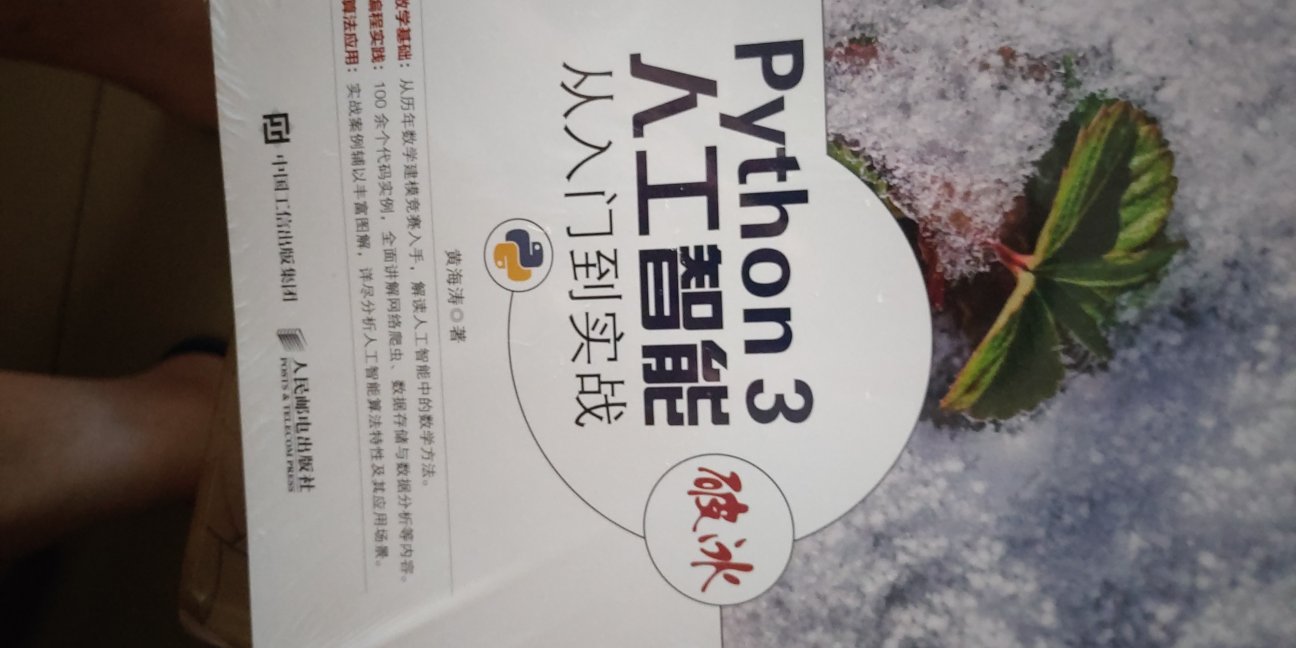 Python 3
人工智能
破冰
从入门到实战
黄海涛◎著
数学基础：从历年数学建模竞赛入手，解读人工智能中的数学方法。
编程实践：100 余个代码实例，全面讲解网络爬虫、数据存储与数据分析等内容。
算法应用：实战案例辅以丰富图解，详尽分析人工智能算法特性及其应用场景。
中国工信出版集团
人民邮电出版社
POSTS & TELECOM PRESS